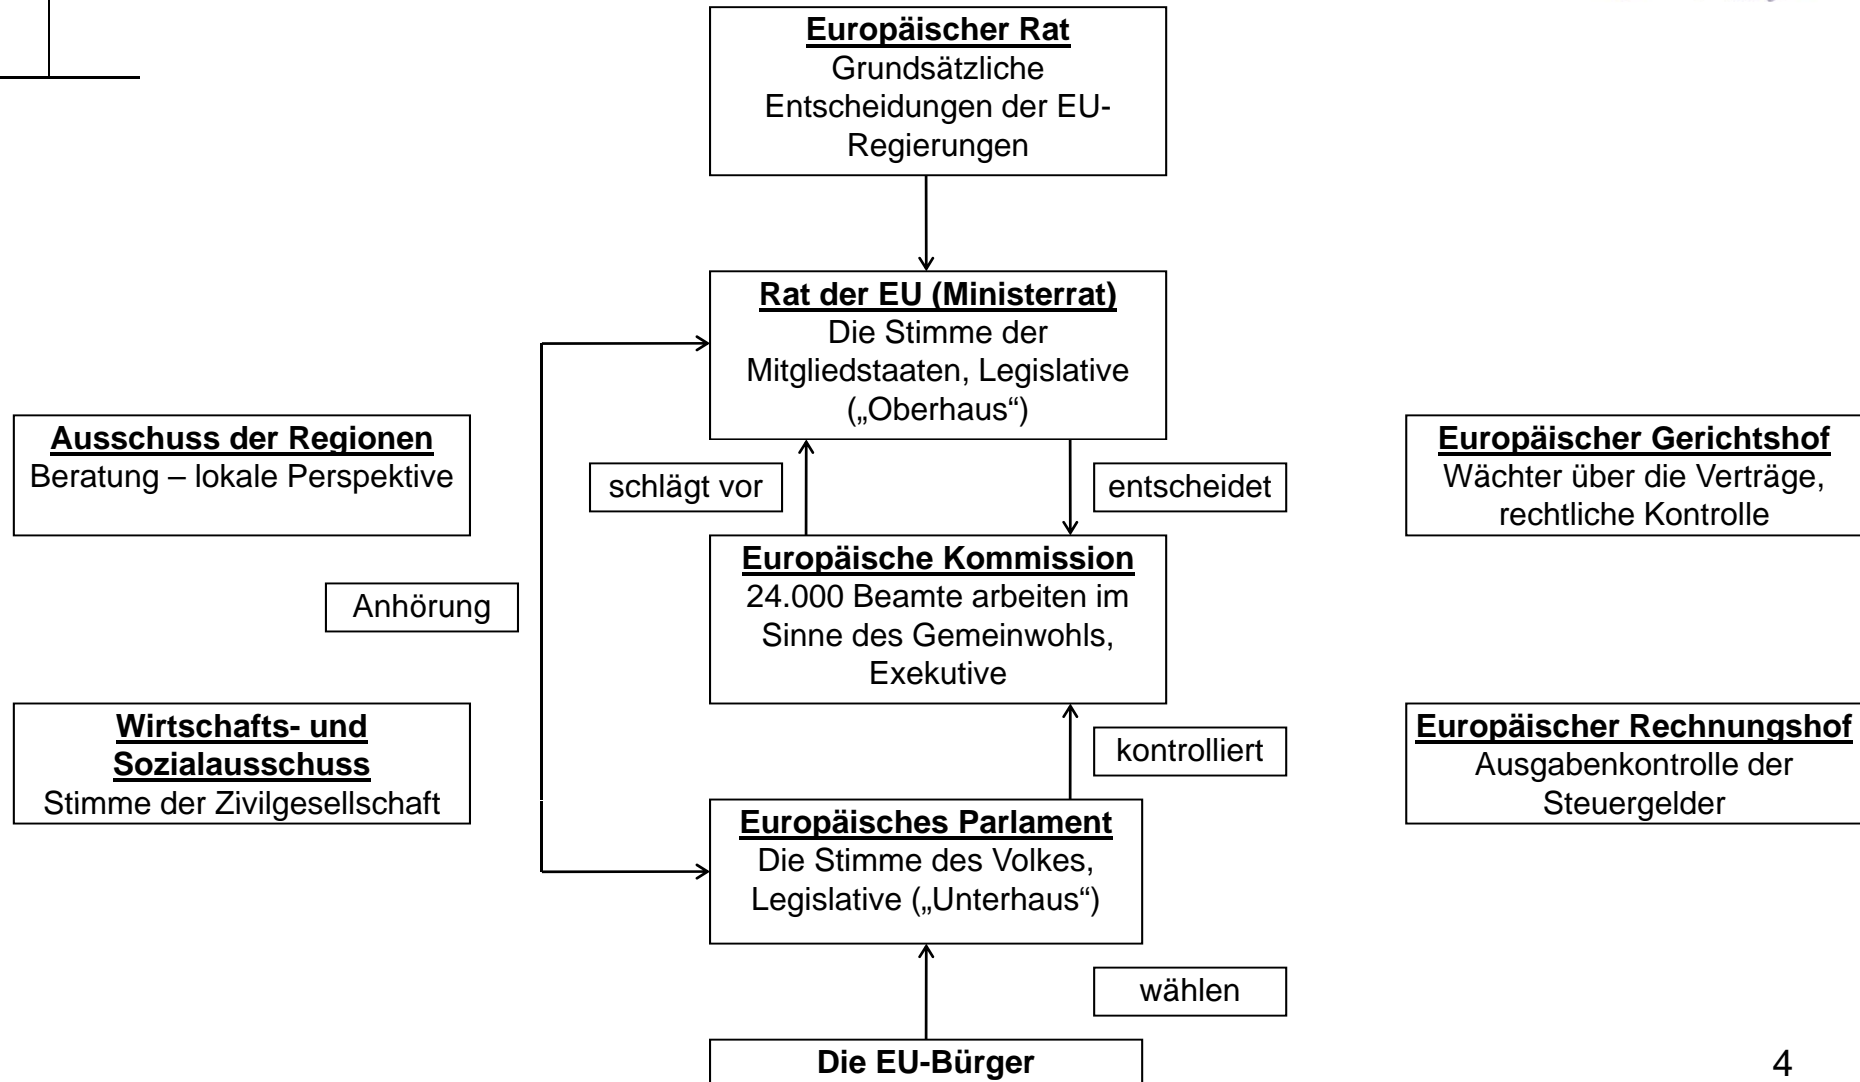 Europäischer Rat
Grundsätzliche
Entscheidungen der EU-
Regierungen
Rat der EU (Ministerrat)
Die Stimme der
Mitgliedstaaten, Legislative
(„Oberhaus“)
Ausschuss der Regionen
Beratung – lokale Perspektive
schlägt vor
entscheidet
Europäischer Gerichtshof
Wächter über die Verträge,
rechtliche Kontrolle
Europäische Kommission
24.000 Beamte arbeiten im
Sinne des Gemeinwohls,
Exekutive
Anhörung
Wirtschafts- und
Sozialausschuss
Stimme der Zivilgesellschaft
kontrolliert
Europäischer Rechnungshof
Ausgabenkontrolle der
Steuergelder
Europäisches Parlament
Die Stimme des Volkes,
Legislative („Unterhaus“)
wählen
Die EU-Bürger
4